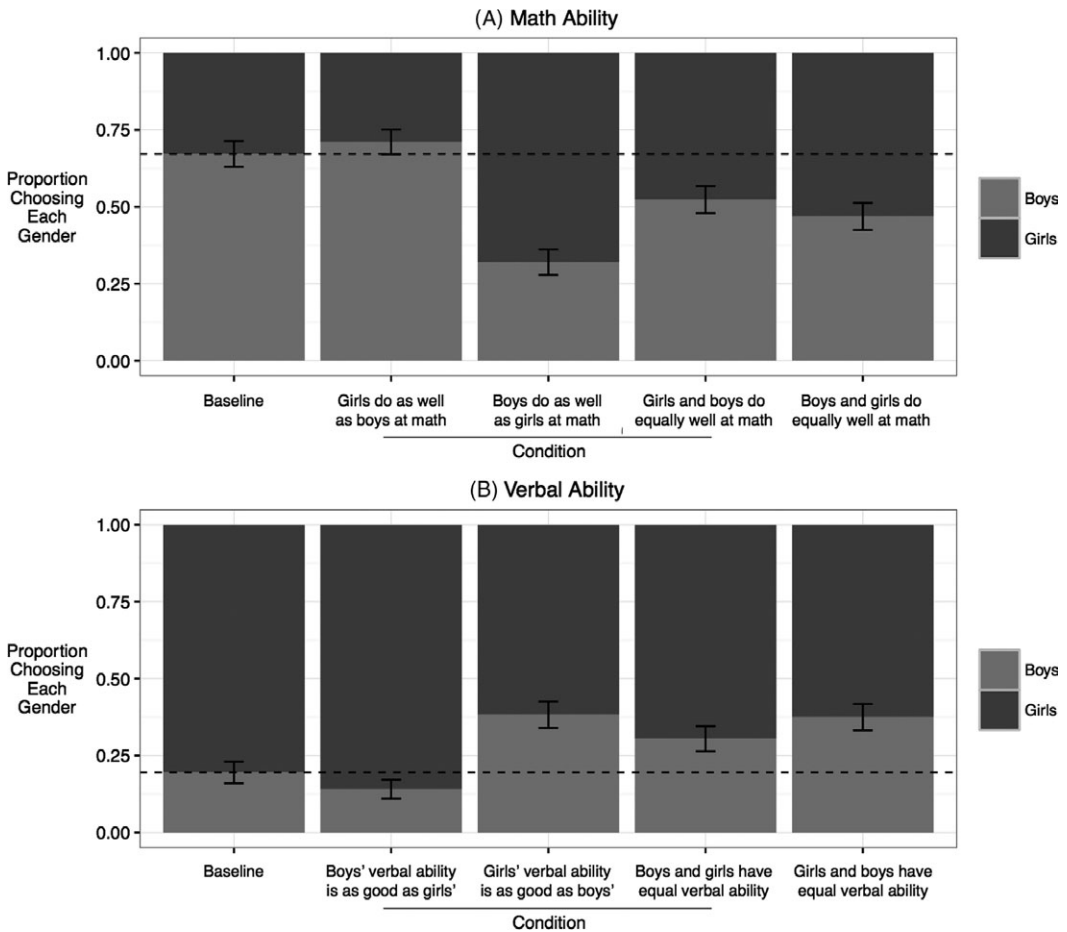 (A) Math Ability
1.00
0.75
0.50
0.25
0.00
Proportion
Choosing
Each
Gender
Boys
Girls
Baseline
Girls do as well
as boys at math
Boys do as well
as girls at math
Girls and boys do
equally well at math
Boys and girls do
equally well at math
Condition
(B) Verbal Ability
1.00
0.75
0.50
0.25
0.00
Proportion
Choosing
Each
Gender
Boys
Girls
Baseline
Boys' verbal ability
is as good as girls'
Girls' verbal ability
is as good as boys'
Boys and girls have
equal verbal ability
Girls and boys have
equal verbal ability
Condition